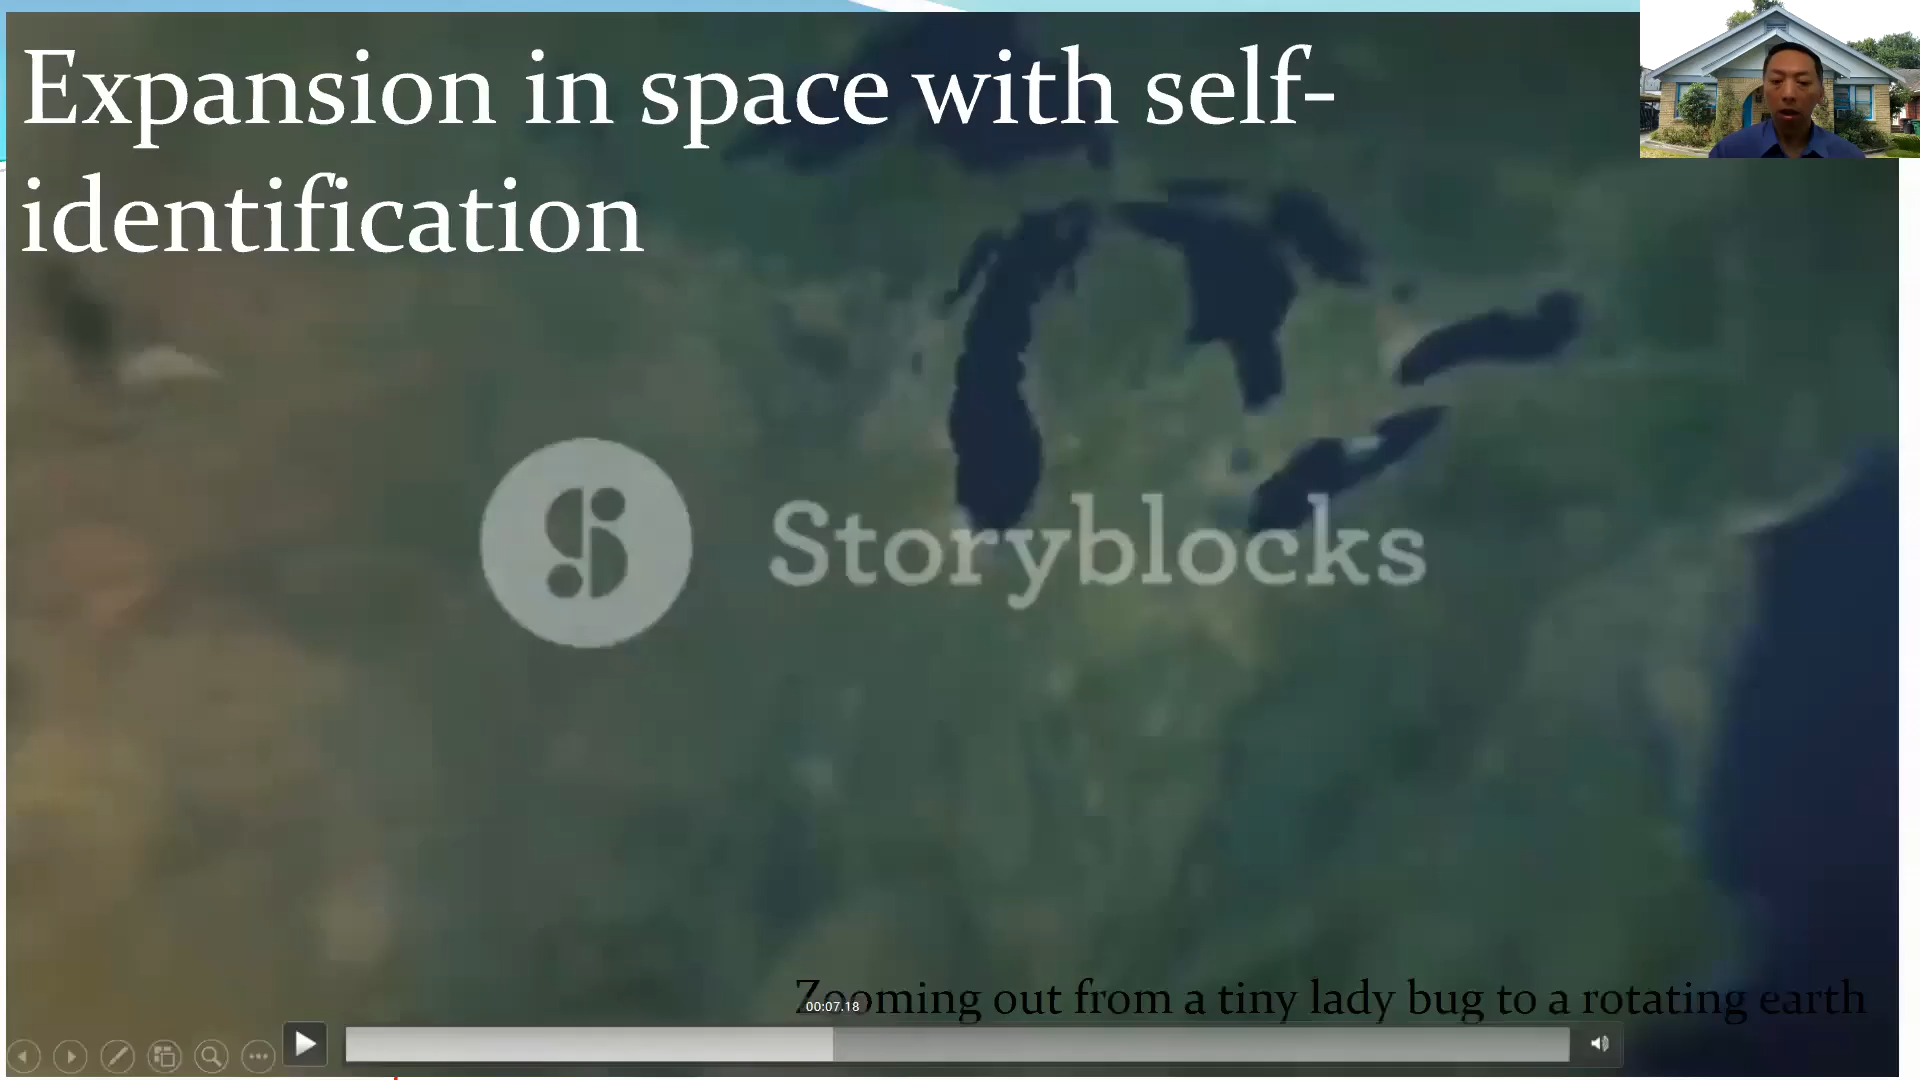 Expansion in space with self-
identification
Storyblocks
Zooming out from a tiny lady bug to a rotating earth
00:07.18